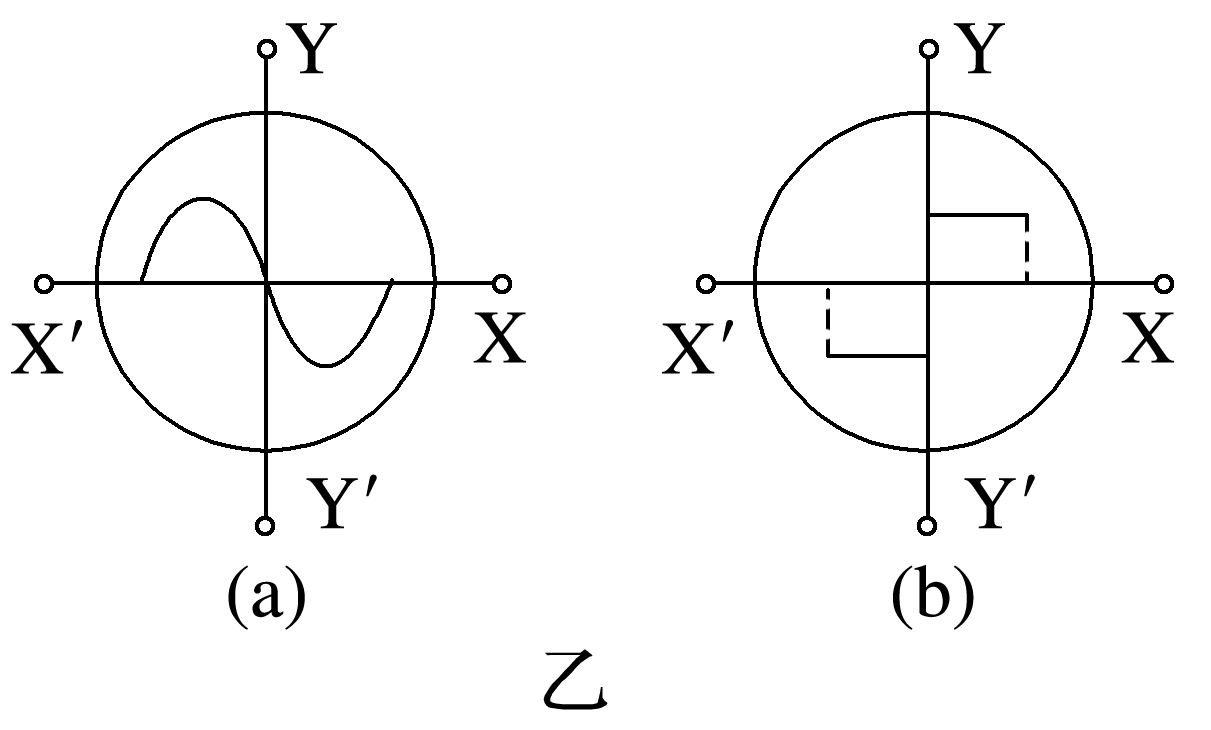 Y Y
X′ X X′ X
Y′ Y′
(a) (b)
乙